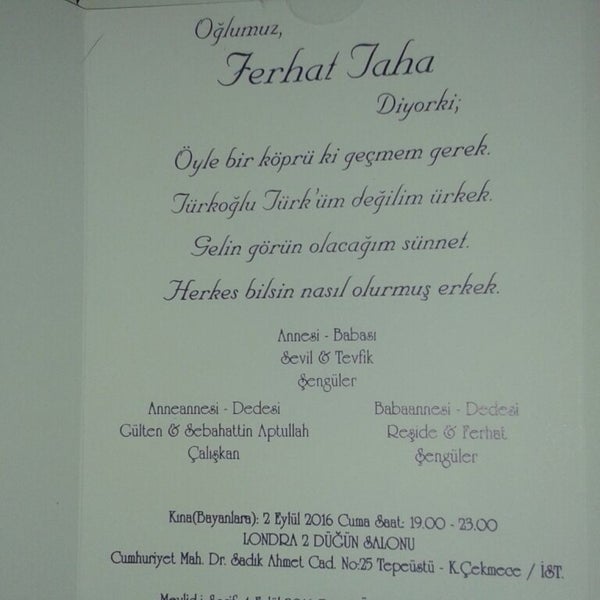 Oğlumuz,
Ferhat Taha
Diyorki;
Öyle bir köprü ki geçmem gerek.
Türkoğlu Türk'üm değilim ürkek.
Gelin görün olacağım sünnet.
Herkes bilsin nasıl olurmuş erkek.
Annesi - Babası
Sevil & Tevfik
Şengüler
Anneannesi - Dedesi
Gülten & Sebahattin Aptullah
Çalışkan
Babaannesi - Dedesi
Reşide & Ferhat
Şengüler
Kına(Bayanlara): 2 Eylül 2016 Cuma Saat: 19.00 - 23.00
LONDRA 2 DÜĞÜN SALONU
Cumhuriyet Mah. Dr. Sadık Ahmet Cad. No:25 Tepeüstü - K.Çekmece / İST.